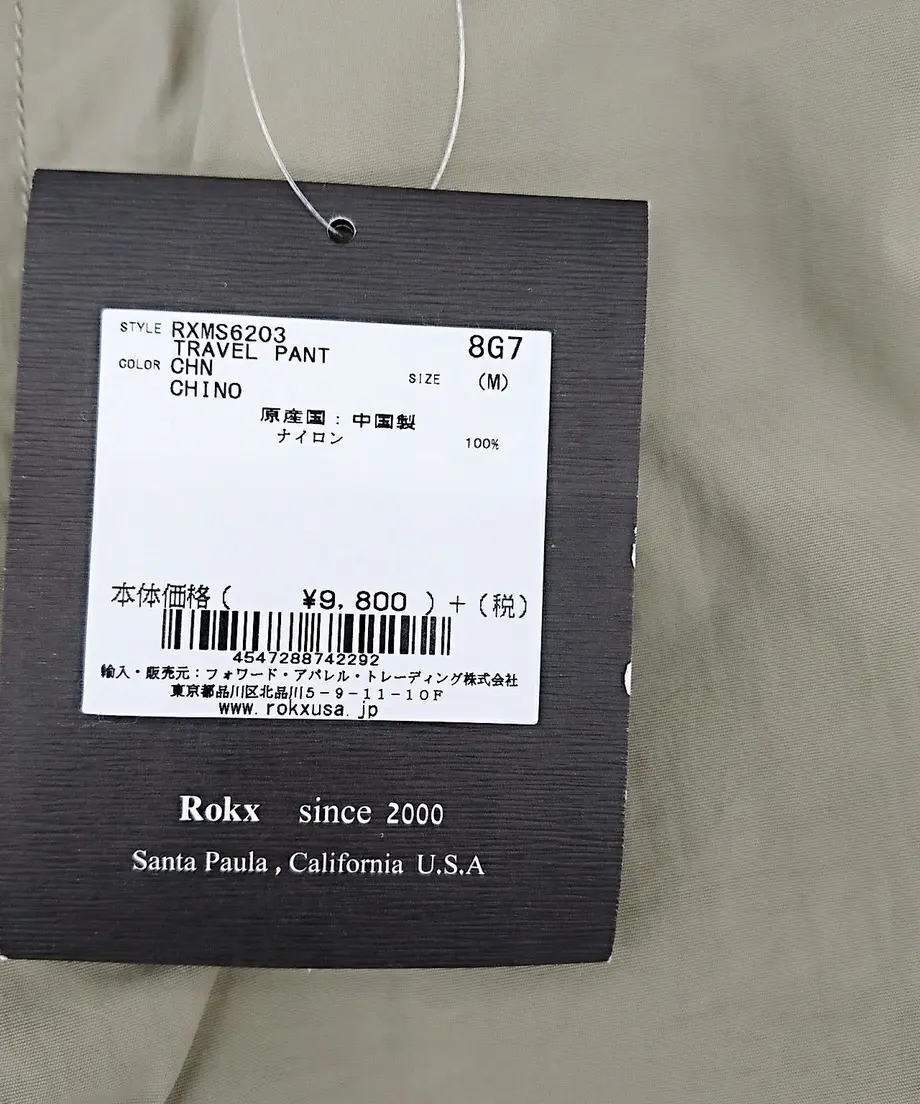 STYLE RXMS6203 8G7
TRAVEL PANT
COLOR CHN SIZE (M)
CHINO
原産国：中国製
ナイロン 100%
本体価格( ¥9,800 )+(税)
4547288742292
輸入・販売元：フォワード・アパレル・トレーディング株式会社
東京都品川区北品川5-9-11-10F
www.rokxusa.jp
Rokx since 2000
Santa Paula , California U.S.A